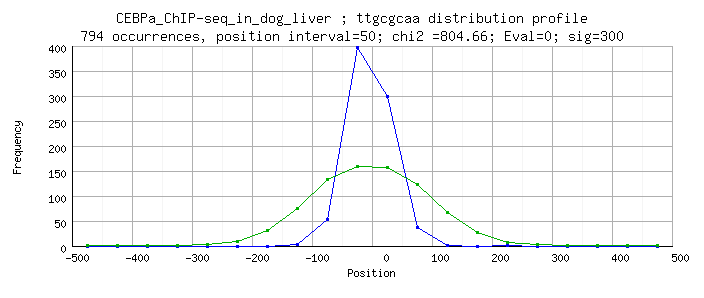 CEBPa_ChIP-seq_in_dog_liver ; ttgcgcaa distribution profile
794 occurrences, position interval=50; chi2 =804.66; Eval=0; sig=300
400
350
300
250
200
150
100
50
0
Frequency
-500 -400 -300 -200 -100 0 100 200 300 400 500
Position